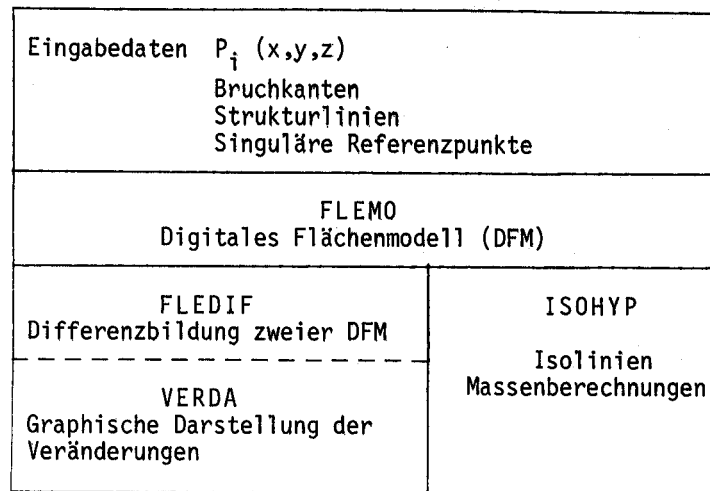 Eingabedaten P_i (x,y,z)
Bruchkanten
Strukturlinien
Singuläre Referenzpunkte
FLEMO
Digitales Flächenmodell (DFM)
FLEDIF
Differenzbildung zweier DFM
VERDA
Graphische Darstellung der
Veränderungen
ISOHYP
Isolinien
Massenberechnungen